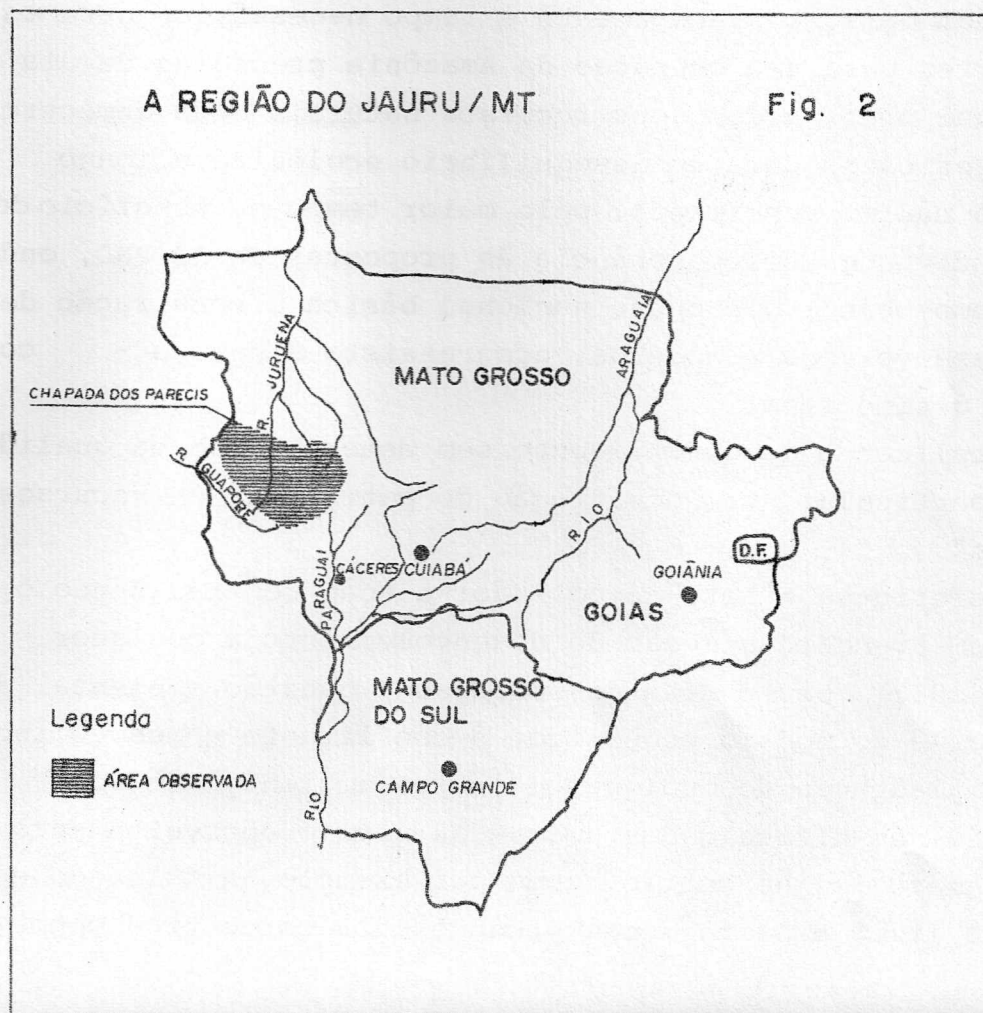 A REGIÃO DO JAURU/MT
Fig. 2
R. JURUENA
ARAGUAIA
MATO GROSSO
CHAPADA DOS PARECIS
R. GUAPORÉ
RIO
PARAGUAI
CÁCERES
CUIABÁ
D.F.
GOIÂNIA
GOIAS
MATO GROSSO
DO SUL
Legenda
ÁREA OBSERVADA
CAMPO GRANDE
RIO